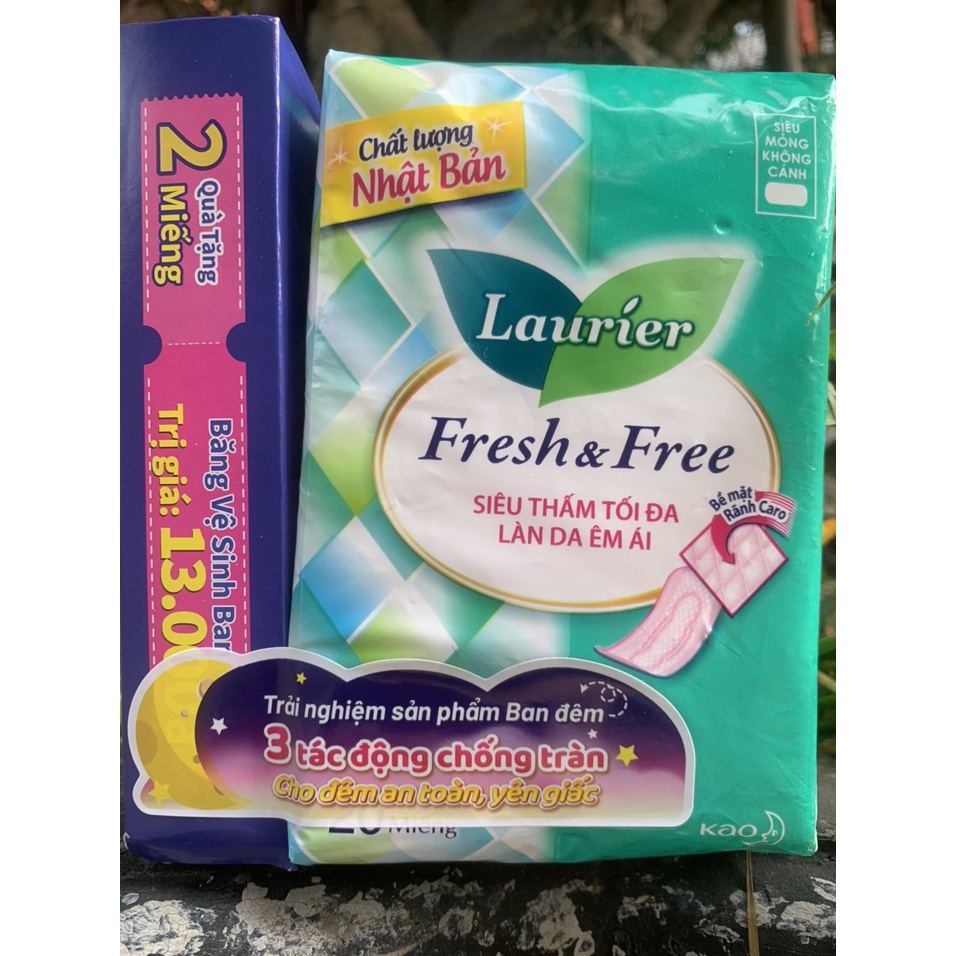 Quà Tặng
2 Miếng
Băng Vệ Sinh
Trị giá: 13.0
Chất lượng
Nhật Bản
SIÊU
MỎNG
KHÔNG
CÁNH
Laurier
Fresh & Free
SIÊU THẤM TỐI ĐA
LÀN DA ÊM ÁI
Bề mặt
Rãnh Caro
Trải nghiệm sản phẩm Ban đêm
3 tác động chống tràn
Cho đêm an toàn, yên giấc
20 Miếng
Kao